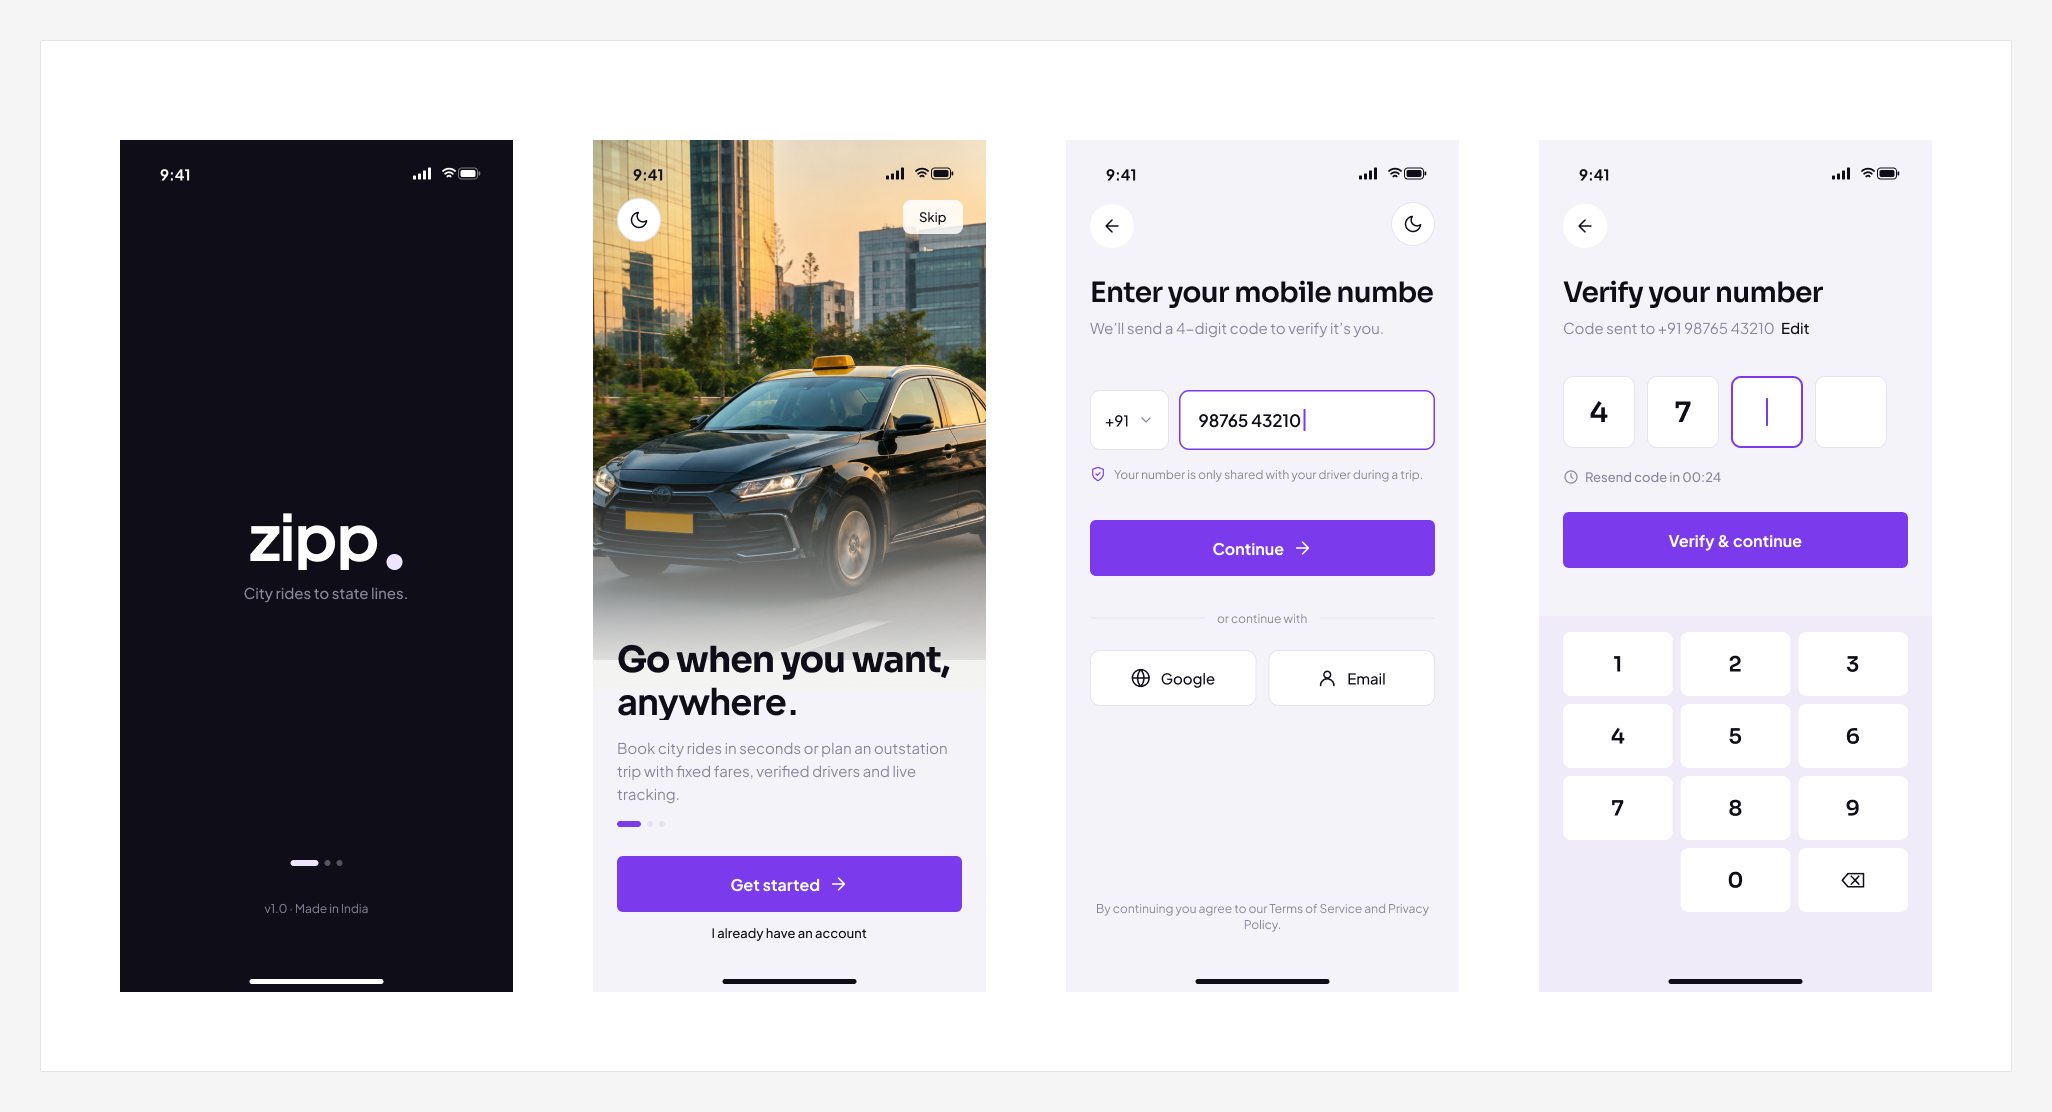 9:41
zipp.
City rides to state lines.
v1.0 · Made in India
9:41
Skip
Go when you want,
anywhere.
Book city rides in seconds or plan an outstation
trip with fixed fares, verified drivers and live
tracking.
Get started
I already have an account
9:41
Enter your mobile numbe
We'll send a 4-digit code to verify it's you.
+91
98765 43210
Your number is only shared with your driver during a trip.
Continue
or continue with
Google
Email
By continuing you agree to our Terms of Service and Privacy
Policy.
9:41
Verify your number
Code sent to +91 98765 43210 Edit
4 7
Resend code in 00:24
Verify & continue
1 2 3
4 5 6
7 8 9
0